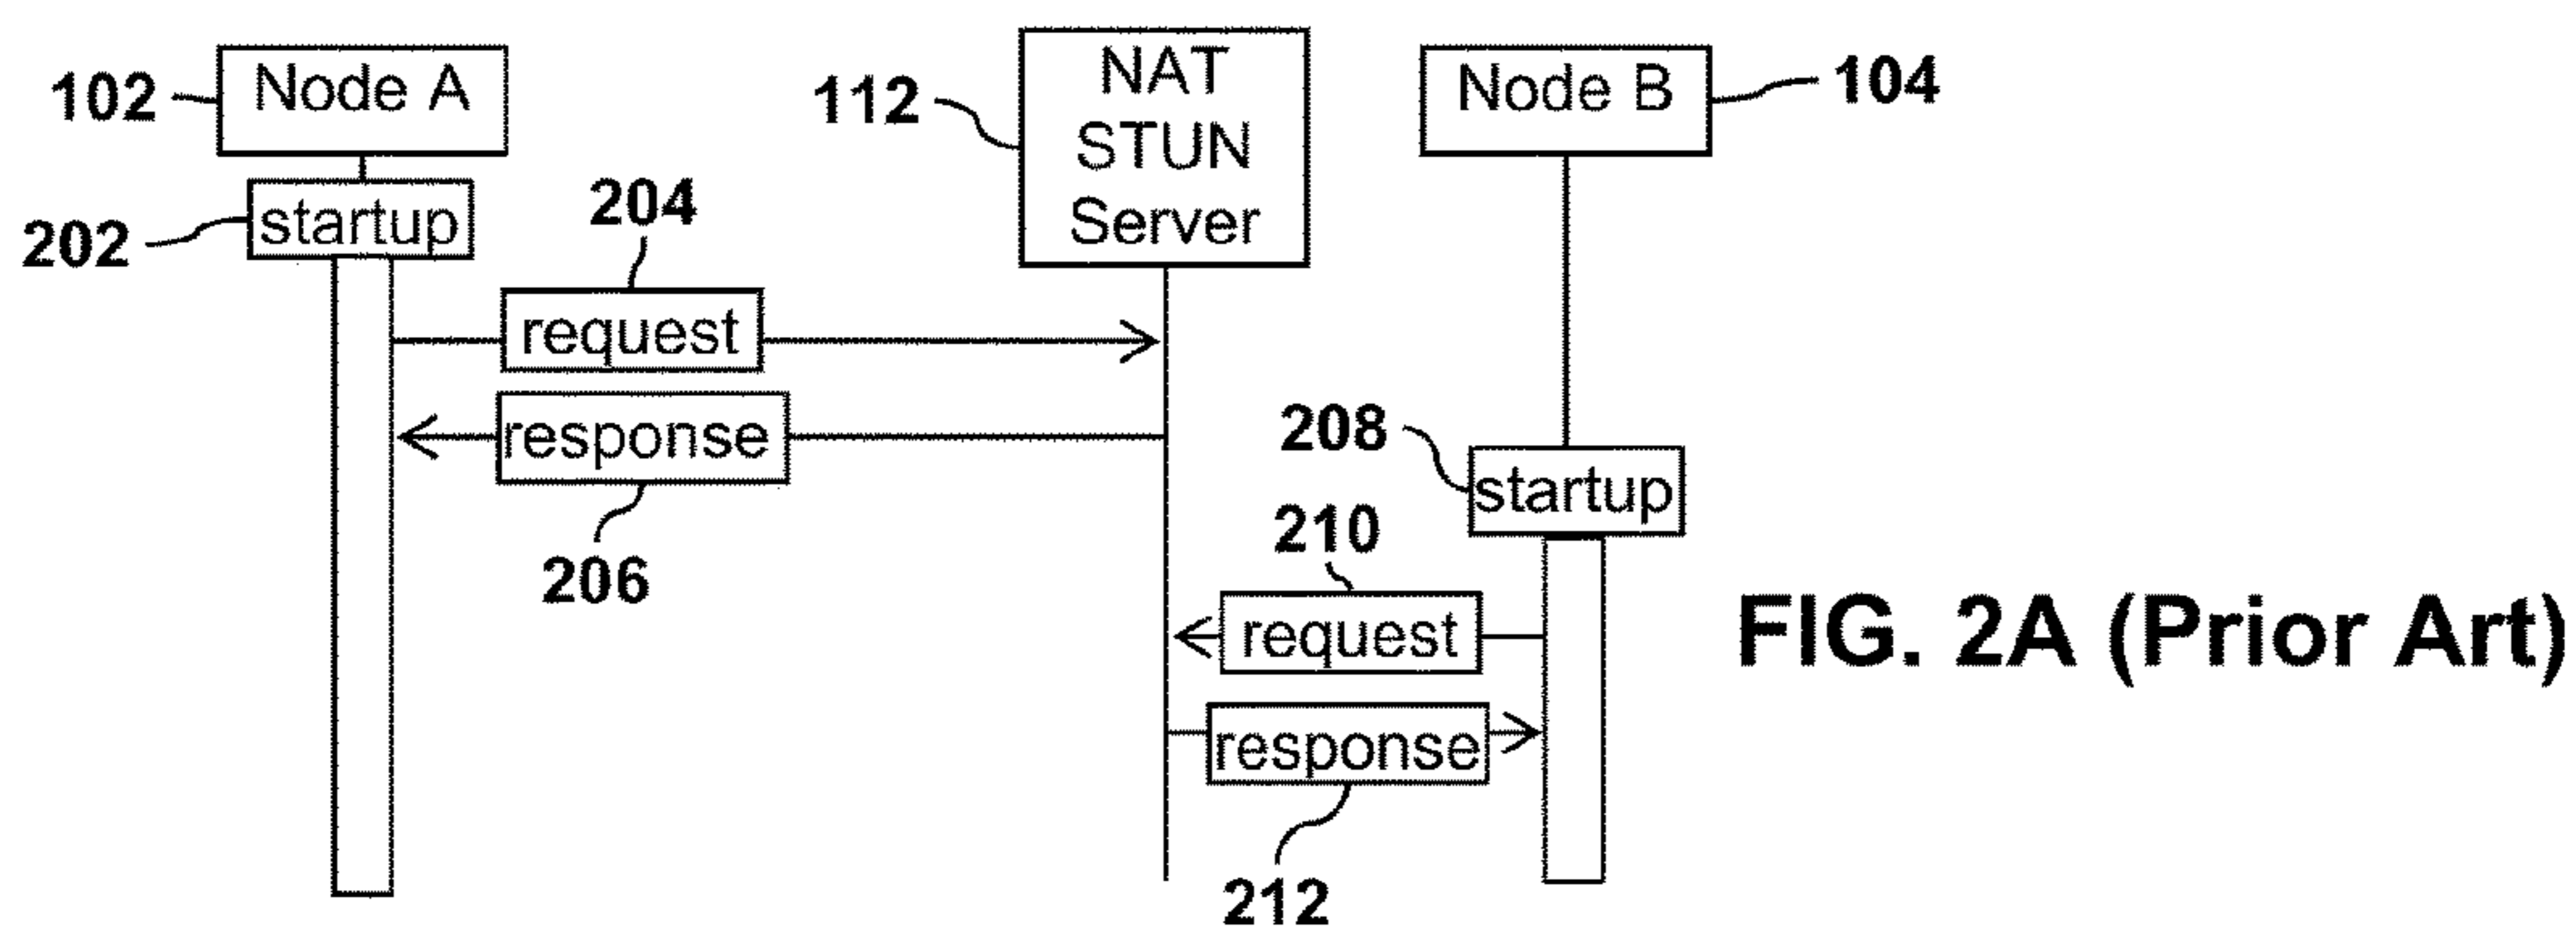 102
Node A
112
NAT
STUN
Server
Node B
104
202
startup
204
request
response
206
208
startup
210
request
response
212
FIG. 2A (Prior Art)